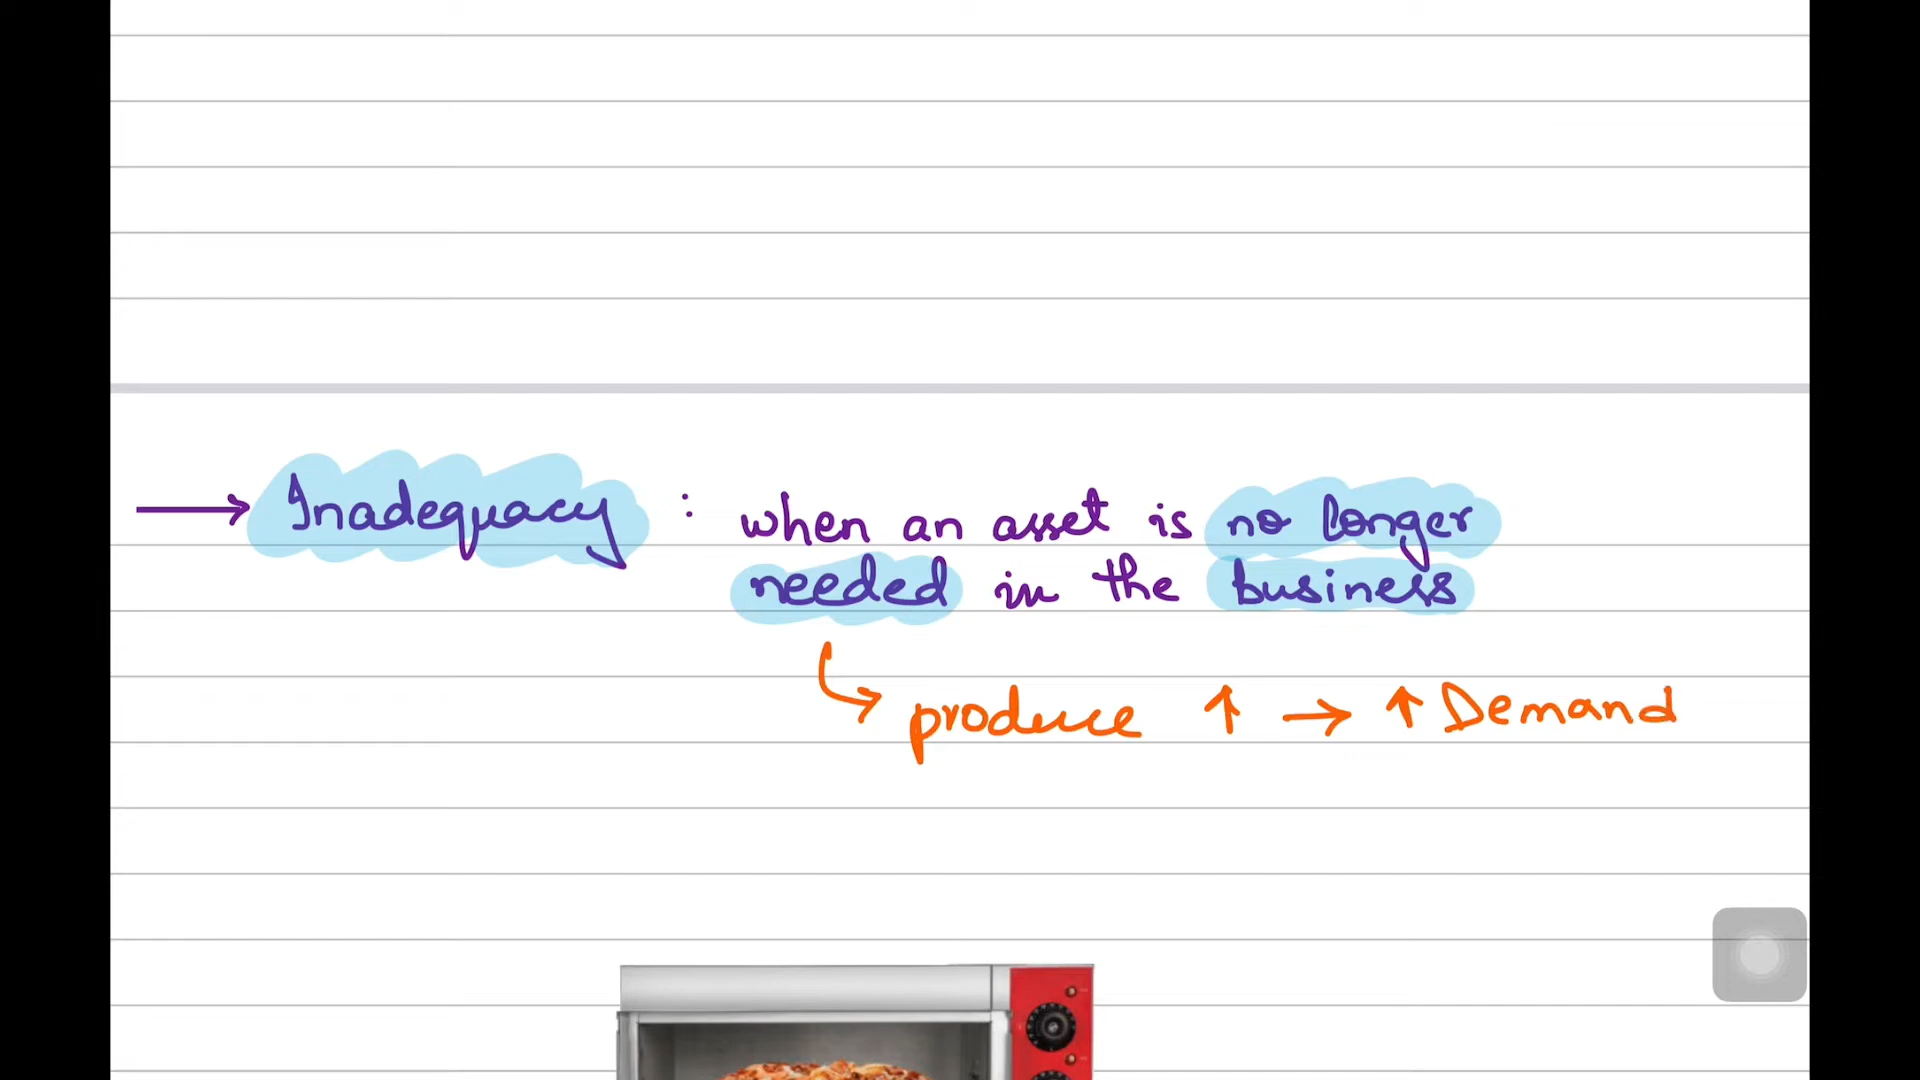 → Inadequacy : when an asset is no longer
needed in the business
↳ produce ↑ → ↑ Demand